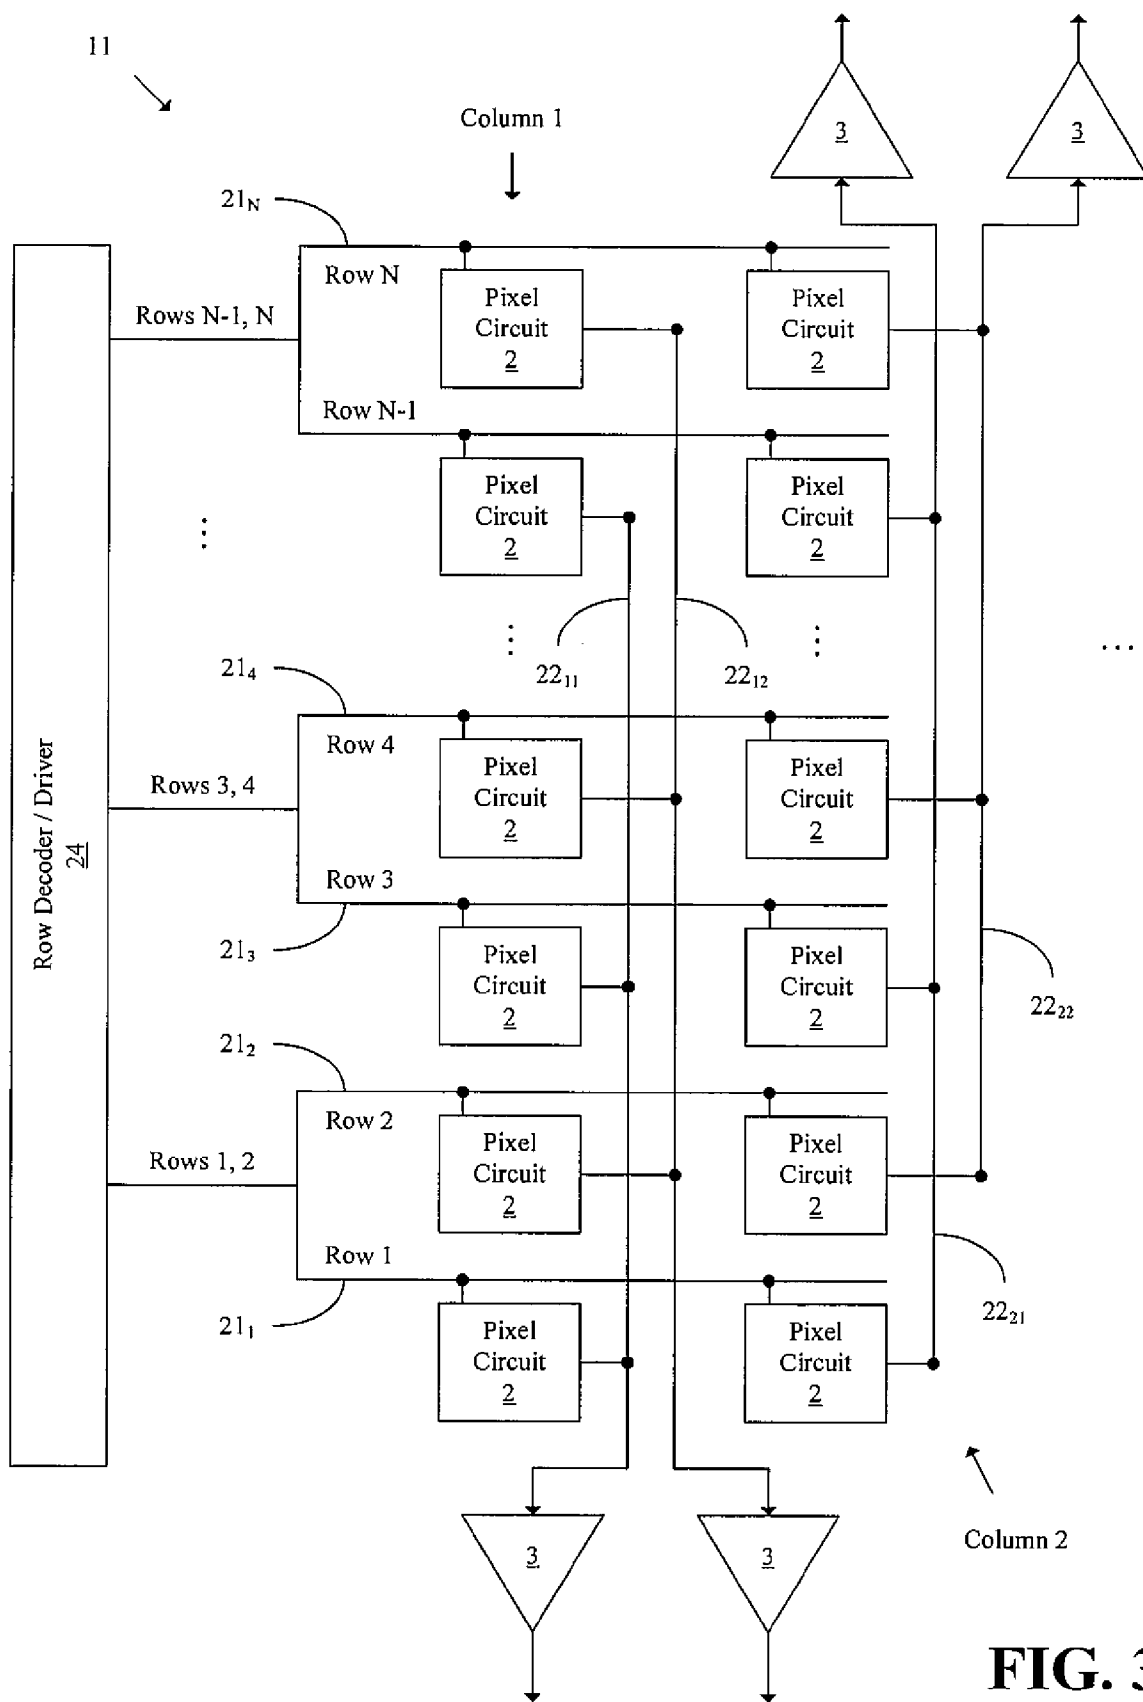 11
3
3
Column 1
21N
Row N
Rows N-1, N
Pixel
Circuit
2
Pixel
Circuit
2
Row N-1
Pixel
Circuit
2
Pixel
Circuit
2
⋮
⋮
⋮
...
2211
2212
214
Row 4
Rows 3, 4
Pixel
Circuit
2
Pixel
Circuit
2
Row Decoder / Driver
24
Row 3
213
Pixel
Circuit
2
Pixel
Circuit
2
2222
212
Row 2
Rows 1, 2
Pixel
Circuit
2
Pixel
Circuit
2
Row 1
211
Pixel
Circuit
2
Pixel
Circuit
2
2221
3
3
Column 2
FIG. 3